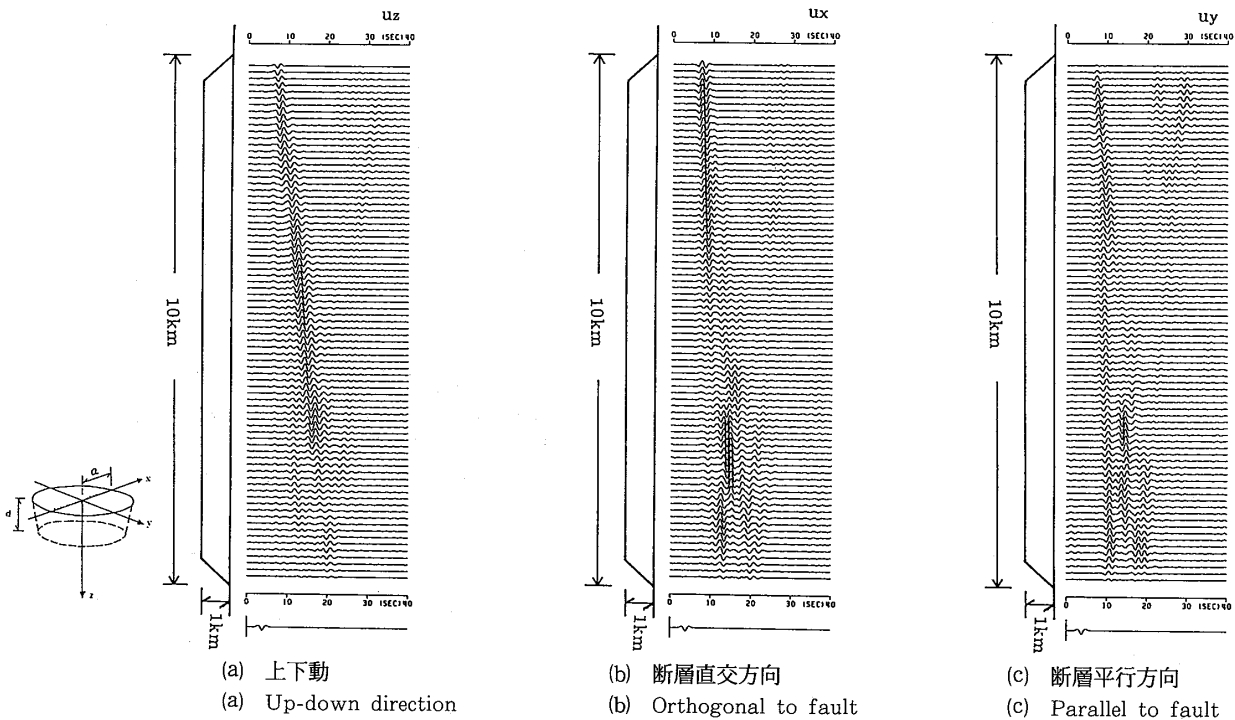 uz
0 10 20 30 (SEC)40
10km
1km
0 10 20 30 (SEC)40
a
x
d
y
z
(a) 上下動
(a) Up-down direction
ux
0 10 20 30 (SEC)40
10km
1km
0 10 20 30 (SEC)40
(b) 断層直交方向
(b) Orthogonal to fault
uy
0 10 20 30 (SEC)40
10km
1km
0 10 20 30 (SEC)40
(c) 断層平行方向
(c) Parallel to fault